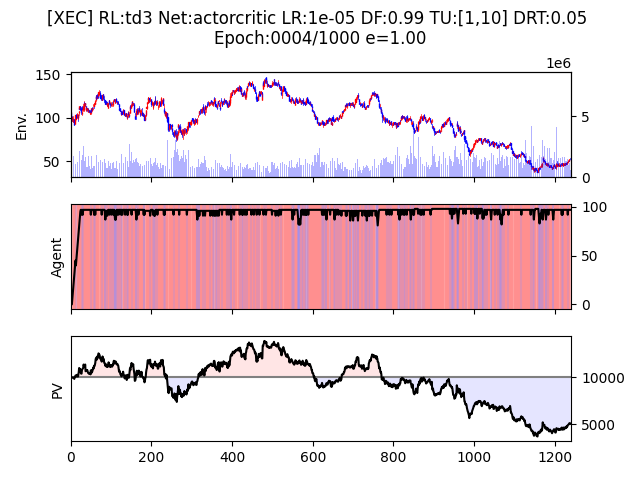 [XEC] RL:td3 Net:actorcritic LR:1e-05 DF:0.99 TU:[1,10] DRT:0.05
Epoch:0004/1000 e=1.00
1e6
150
100
50
Env.
5
0
Agent
100
50
0
PV
10000
5000
0 200 400 600 800 1000 1200